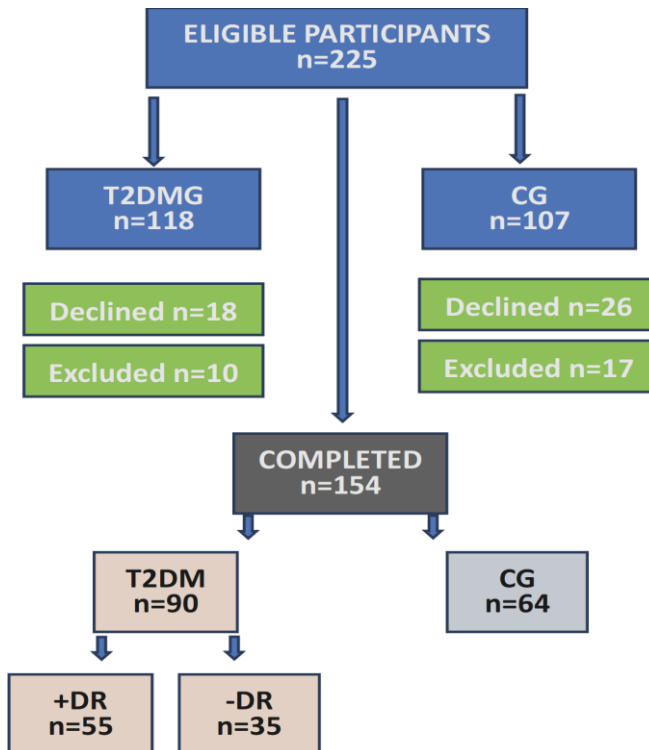 ELIGIBLE PARTICIPANTS
n=225
T2DMG
n=118
CG
n=107
Declined n=18
Excluded n=10
Declined n=26
Excluded n=17
COMPLETED
n=154
T2DM
n=90
CG
n=64
+DR
n=55
-DR
n=35